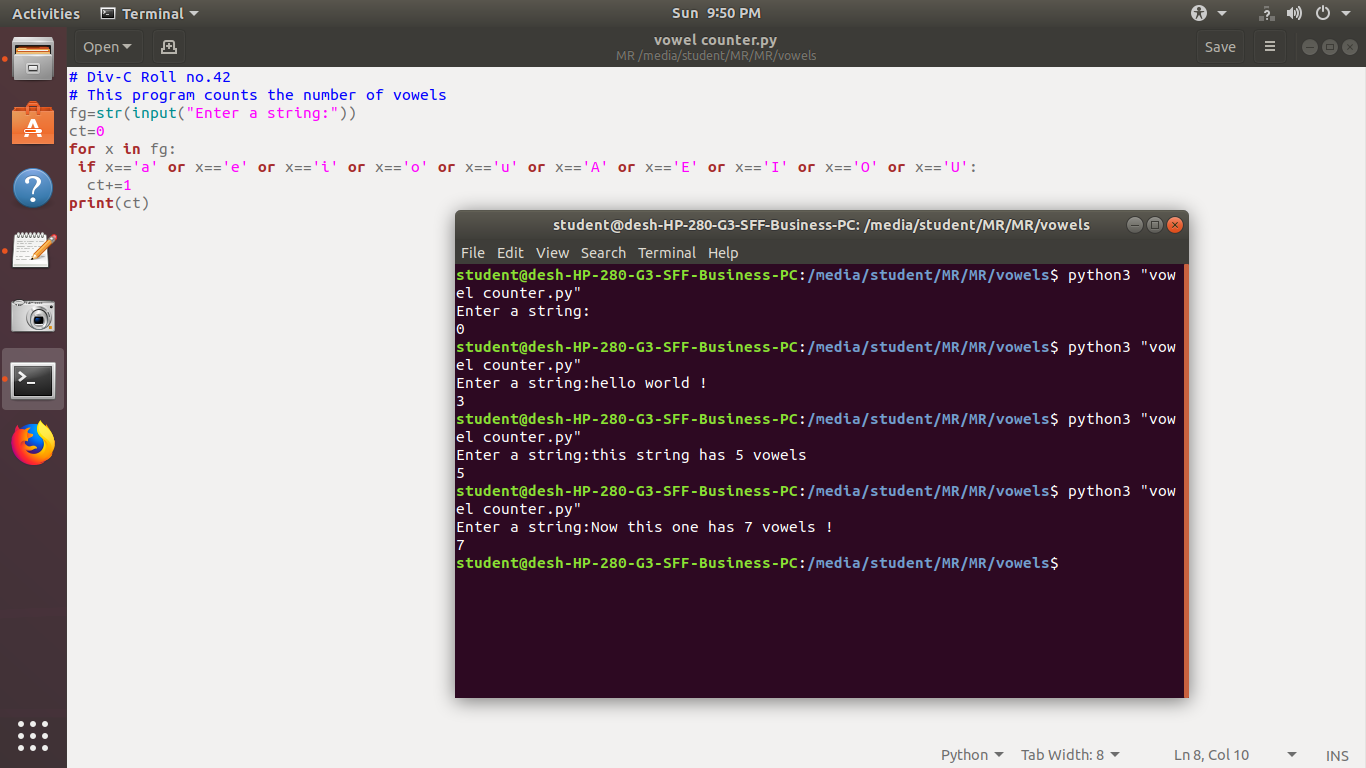 Activities Terminal Sun 9:50 PM
Open vowel counter.py Save
MR /media/student/MR/MR/vowels
# Div-C Roll no.42
# This program counts the number of vowels
fg=str(input("Enter a string:"))
ct=0
for x in fg:
 if x=='a' or x=='e' or x=='i' or x=='o' or x=='u' or x=='A' or x=='E' or x=='I' or x=='O' or x=='U':
  ct+=1
print(ct)
student@desh-HP-280-G3-SFF-Business-PC: /media/student/MR/MR/vowels
File Edit View Search Terminal Help
student@desh-HP-280-G3-SFF-Business-PC:/media/student/MR/MR/vowels$ python3 "vow
el counter.py"
Enter a string:
0
student@desh-HP-280-G3-SFF-Business-PC:/media/student/MR/MR/vowels$ python3 "vow
el counter.py"
Enter a string:hello world !
3
student@desh-HP-280-G3-SFF-Business-PC:/media/student/MR/MR/vowels$ python3 "vow
el counter.py"
Enter a string:this string has 5 vowels
5
student@desh-HP-280-G3-SFF-Business-PC:/media/student/MR/MR/vowels$ python3 "vow
el counter.py"
Enter a string:Now this one has 7 vowels !
7
student@desh-HP-280-G3-SFF-Business-PC:/media/student/MR/MR/vowels$
Python Tab Width: 8 Ln 8, Col 10 INS